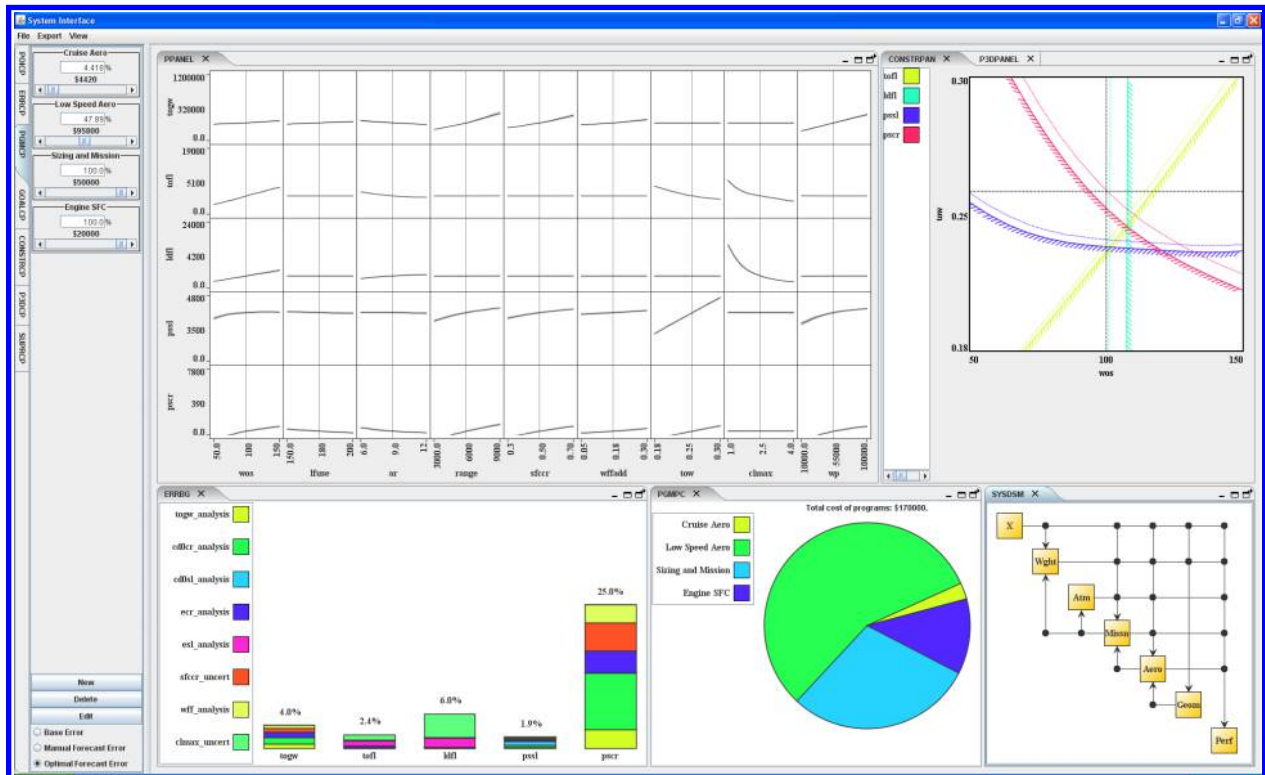 System Interface
File Export View
POICP
ERRCP
PGMCP
GOALCP
CONSTRCP
P3DCP
SUPRCP
Cruise Aero
4.418%
$4420
Low Speed Aero
47.89%
$95800
Sizing and Mission
100.0%
$50000
Engine SFC
100.0%
$20000
New
Delete
Edit
Base Error
Manual Forecast Error
Optimal Forecast Error
PPANEL
togw
1200000
320000
0.0
tofl
19000
5100
0.0
ldfl
24000
4200
0.0
pssl
4800
3500
0.0
pscr
7800
390
0.0
50.0 100 150
150.0 180 200
6.0 9.0 12
3000.0 6000 9000
0.3 0.50 0.70
0.05 0.18 0.30
0.18 0.25 0.30
1.0 2.5 4.0
10000.0 55000 100000
wos lfuse ar range sfccr wffadd tow clmax wp
CONSTRPAN P3DPANEL
tofl
ldfl
pssl
pscr
0.30
0.25
0.18
tow
50 100 150
wos
ERRBG
togw_analysis
cd0cr_analysis
cd0sl_analysis
ecr_analysis
esl_analysis
sfccr_uncert
wff_analysis
clmax_uncert
4.0%
2.4%
6.0%
1.9%
25.0%
togw tofl ldfl pssl pscr
PGMPC
Total cost of programs: $170000.
Cruise Aero
Low Speed Aero
Sizing and Mission
Engine SFC
SYSDSM
X
Wght
Atm
Missn
Aero
Geom
Perf